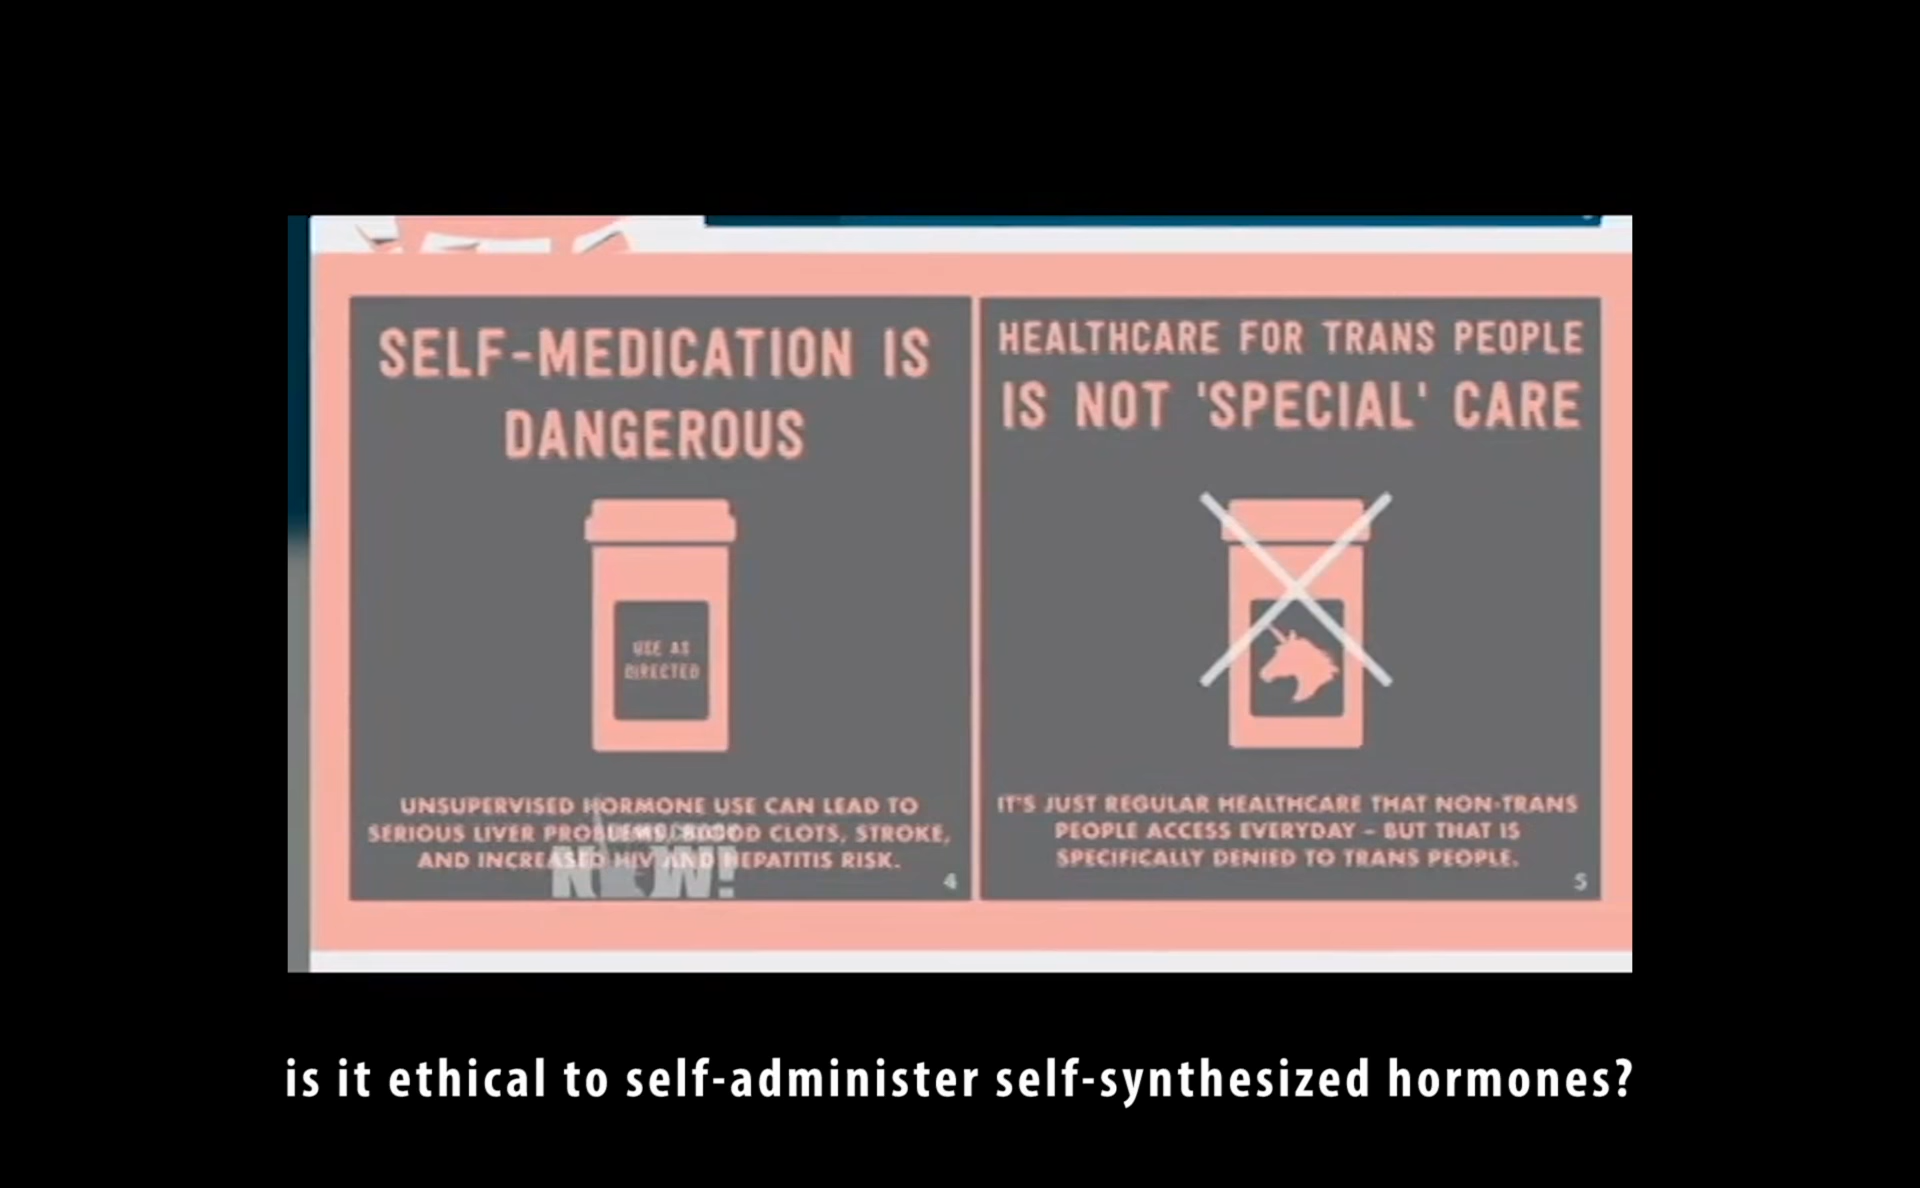 SELF-MEDICATION IS
DANGEROUS
USE AS
DIRECTED
UNSUPERVISED HORMONE USE CAN LEAD TO
SERIOUS LIVER PROBLEMS, BLOOD CLOTS, STROKE,
AND INCREASED HIV AND HEPATITIS RISK.
NOW!
4
HEALTHCARE FOR TRANS PEOPLE
IS NOT 'SPECIAL' CARE
IT'S JUST REGULAR HEALTHCARE THAT NON-TRANS
PEOPLE ACCESS EVERYDAY – BUT THAT IS
SPECIFICALLY DENIED TO TRANS PEOPLE.
5
is it ethical to self-administer self-synthesized hormones?